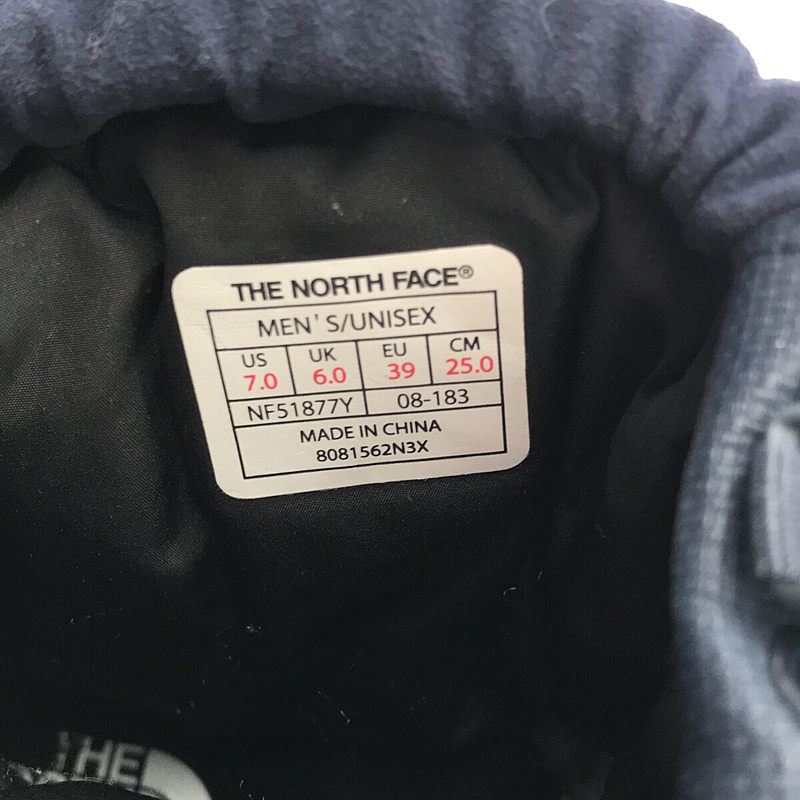 THE NORTH FACE®
MEN'S/UNISEX
US UK EU CM
7.0 6.0 39 25.0
NF51877Y 08-183
MADE IN CHINA
8081562N3X
THE